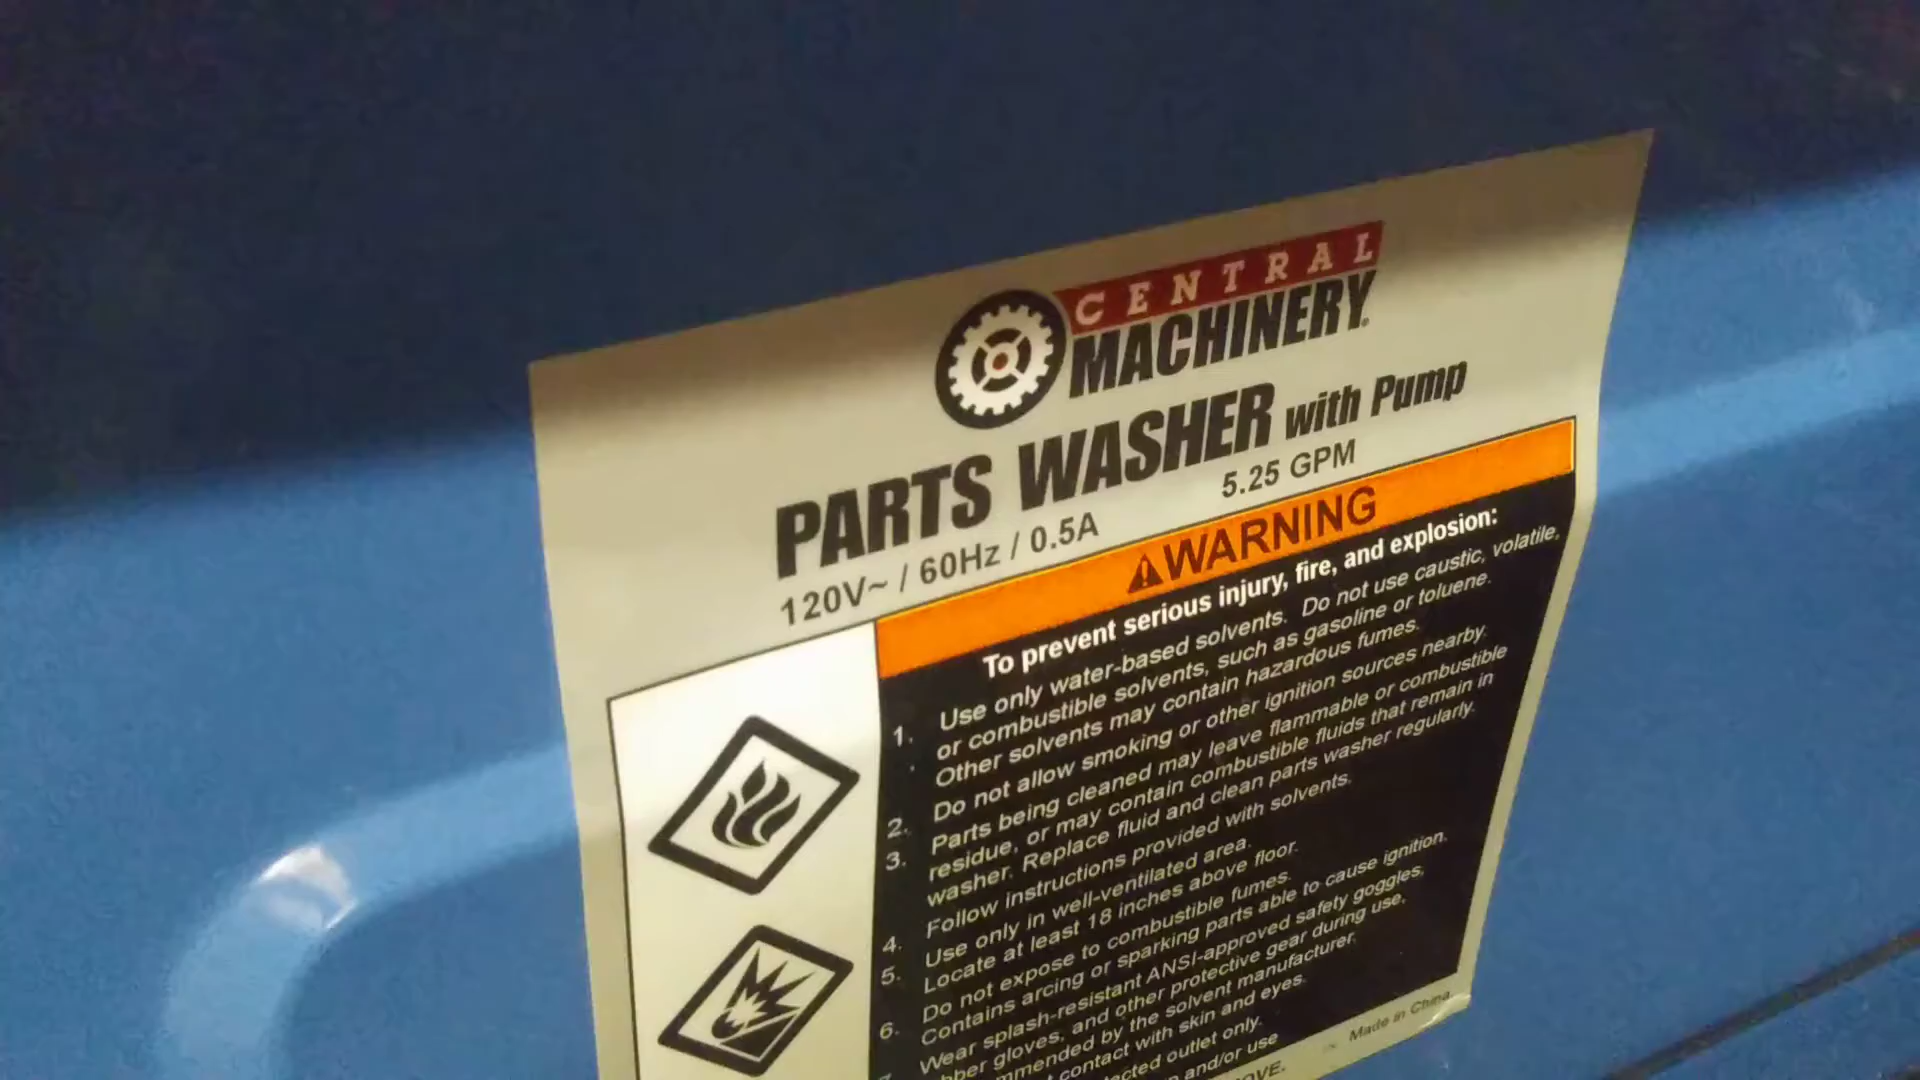 CENTRAL
MACHINERY®
PARTS WASHER with Pump
120V~ / 60Hz / 0.5A 5.25 GPM
WARNING
To prevent serious injury, fire, and explosion:
1. Use only water-based solvents. Do not use caustic, volatile,
or combustible solvents, such as gasoline or toluene.
Other solvents may contain hazardous fumes.
2. Do not allow smoking or other ignition sources nearby.
3. Parts being cleaned may leave flammable or combustible
residue, or may contain combustible fluids that remain in
washer. Replace fluid and clean parts washer regularly.
Follow instructions provided with solvents.
4. Use only in well-ventilated area.
5. Locate at least 18 inches above floor.
Do not expose to combustible fumes.
6. Contains arcing or sparking parts able to cause ignition.
Wear splash-resistant ANSI-approved safety goggles,
gloves, and other protective gear during use,
by the solvent manufacturer.
contact with skin and eyes.
outlet only.
and/or use
Made in China.